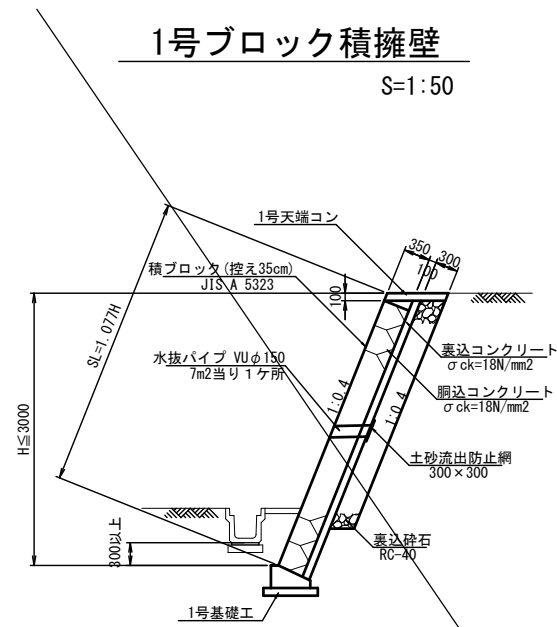 1号ブロック積擁壁
S=1:50
1号天端コン
350
100
300
積ブロック(控え35cm)
JIS A 5323
100
裏込コンクリート
σck=18N/mm2
SL=1.077H
水抜パイプ VUφ150
7m2当り1ケ所
1:0.4
1:0.4
胴込コンクリート
σck=18N/mm2
H≦3000
土砂流出防止網
300×300
300以上
裏込砕石
RC-40
1号基礎工